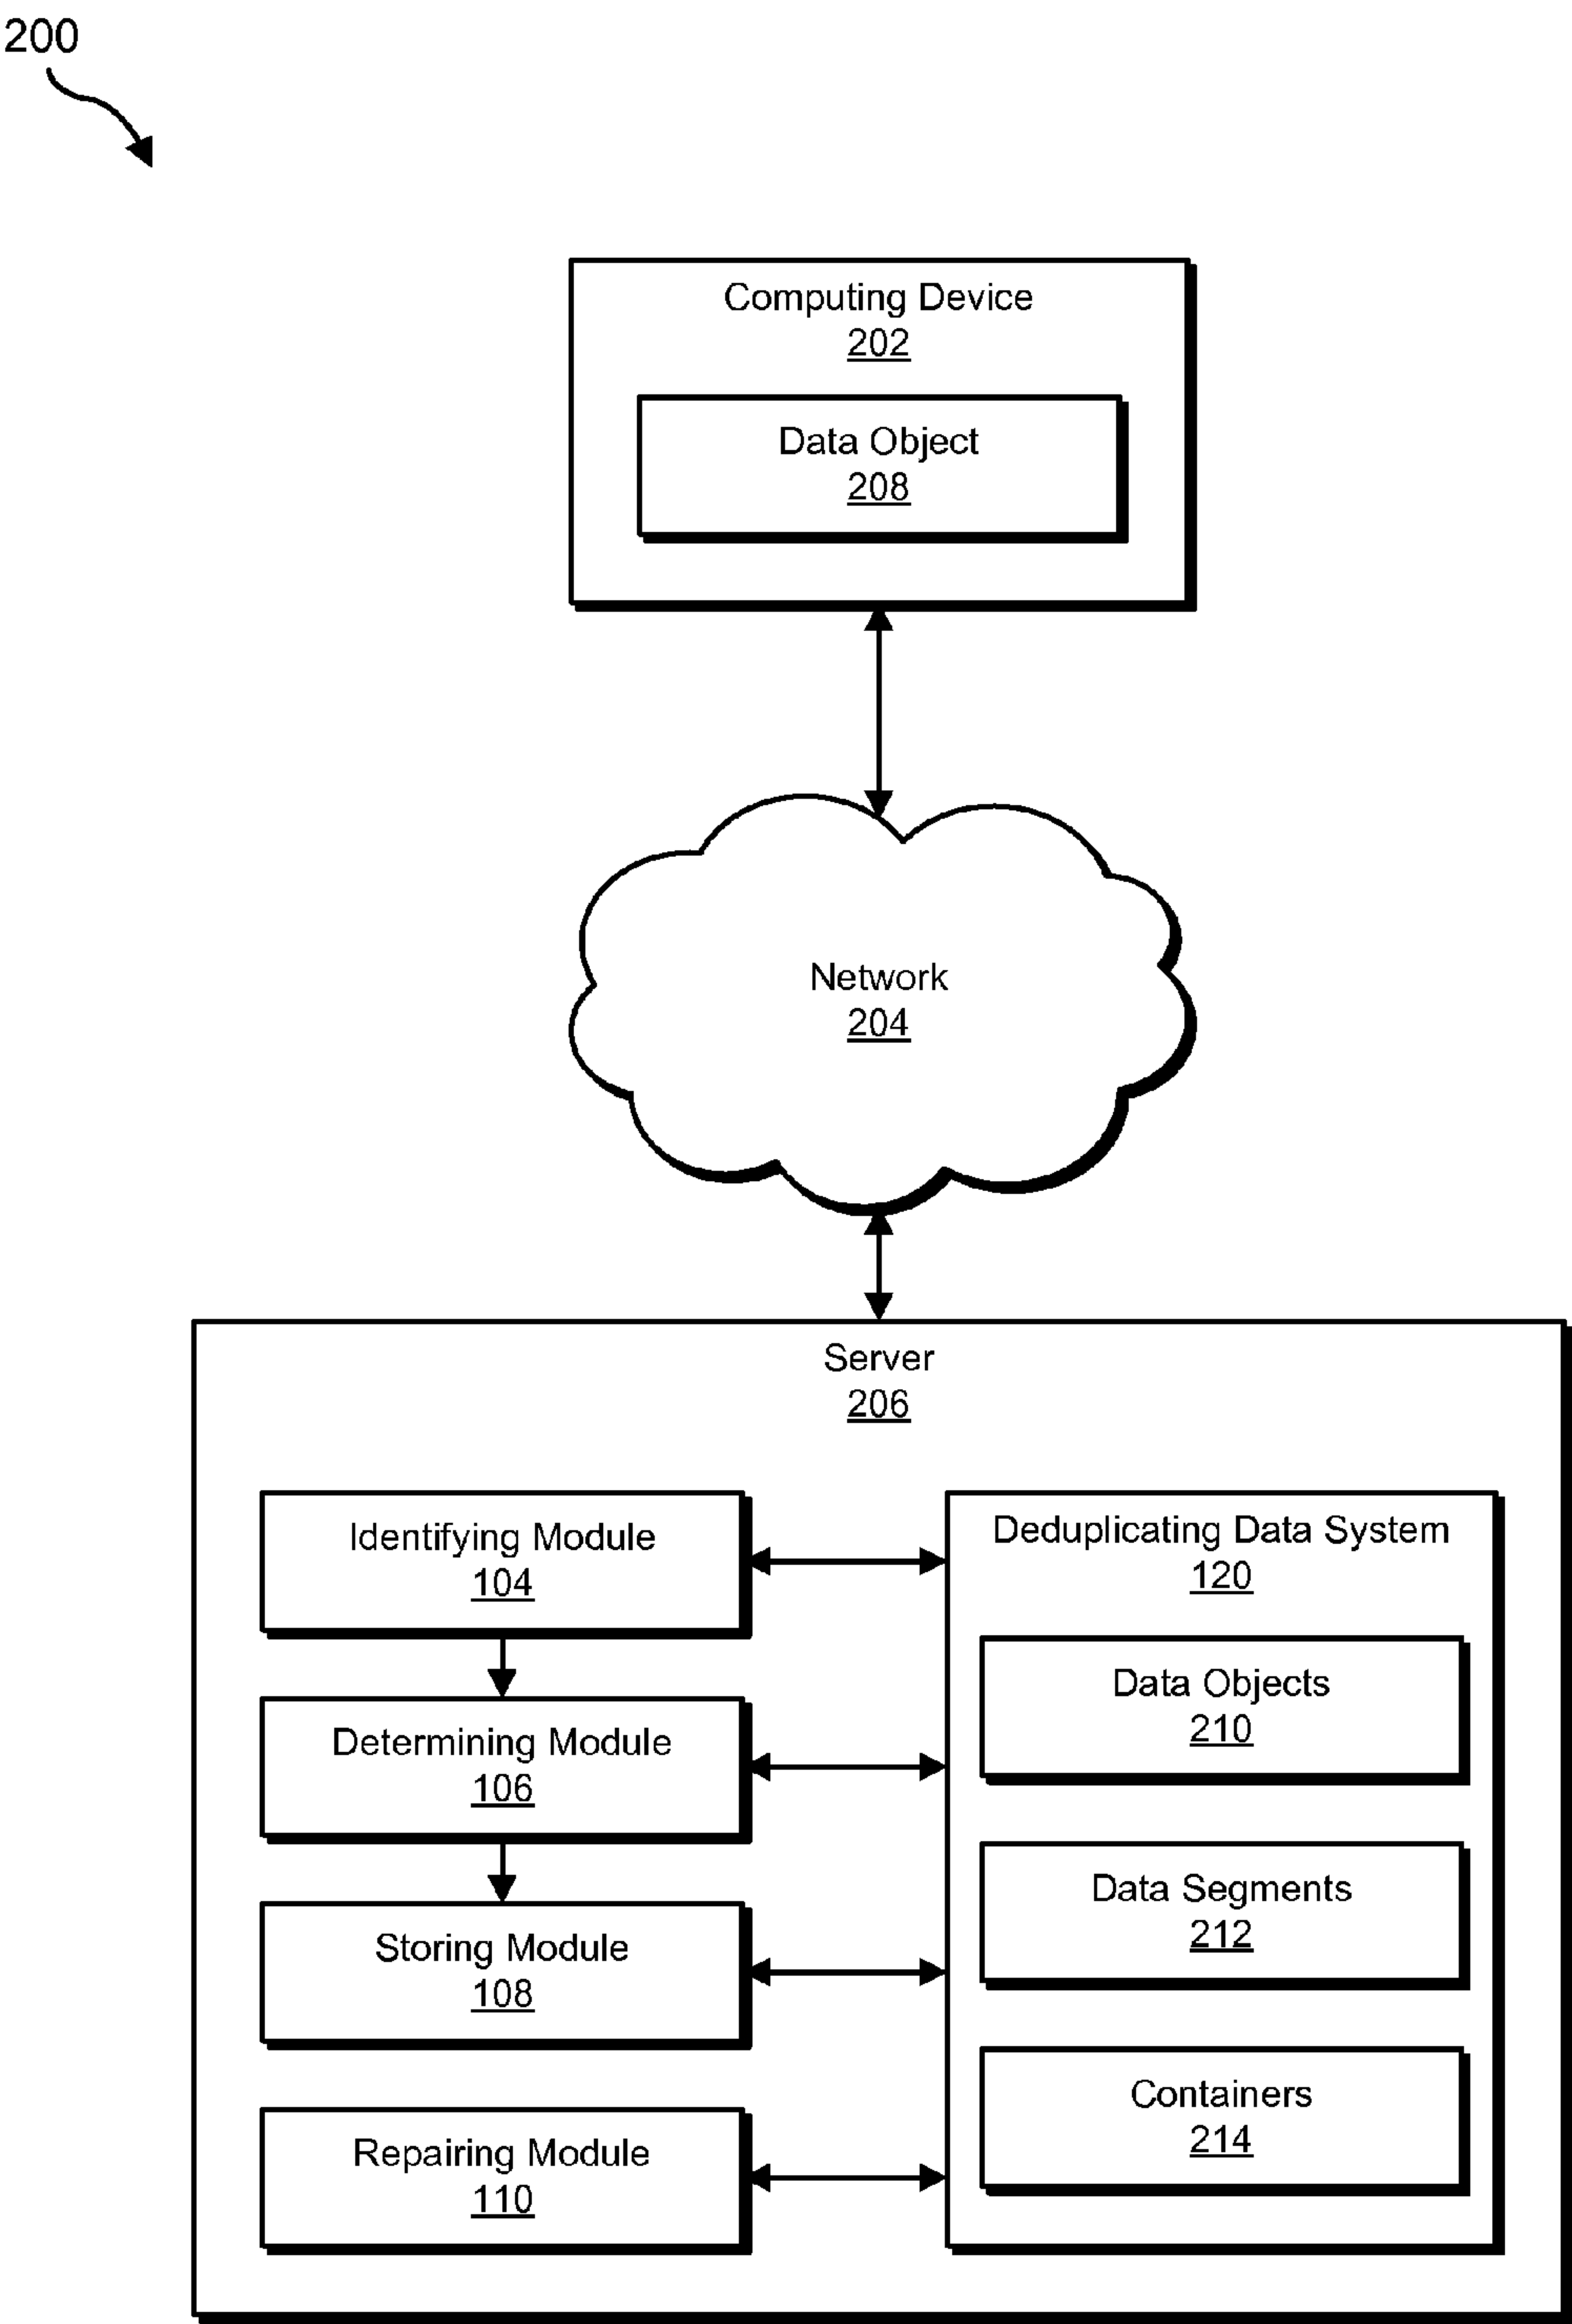 200
Computing Device
202
Data Object
208
Network
204
Server
206
Identifying Module
104
Determining Module
106
Storing Module
108
Repairing Module
110
Deduplicating Data System
120
Data Objects
210
Data Segments
212
Containers
214